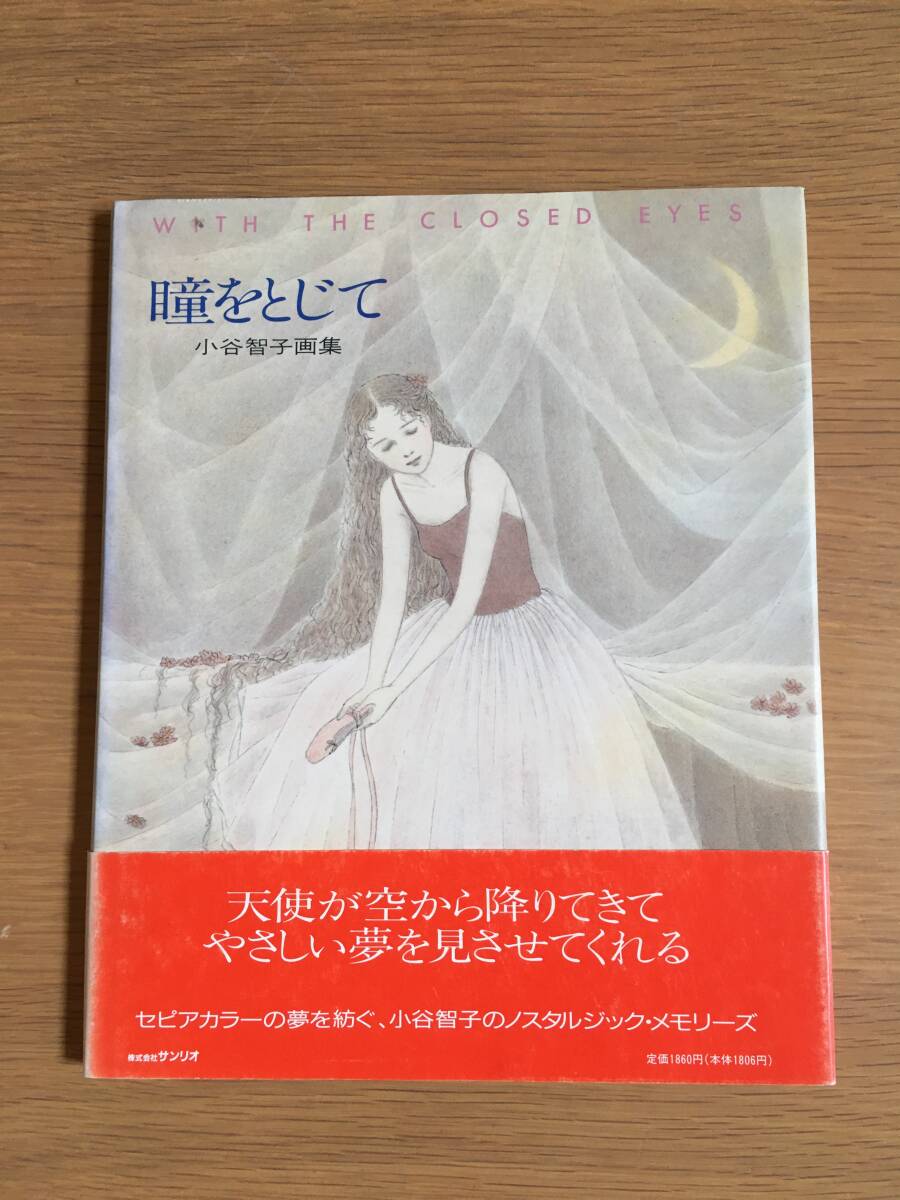 WITH THE CLOSED EYES
瞳をとじて
小谷智子画集
天使が空から降りてきて
やさしい夢を見させてくれる
セピアカラーの夢を紡ぐ、小谷智子のノスタルジック・メモリーズ
株式会社サンリオ
定価1860円(本体1806円)